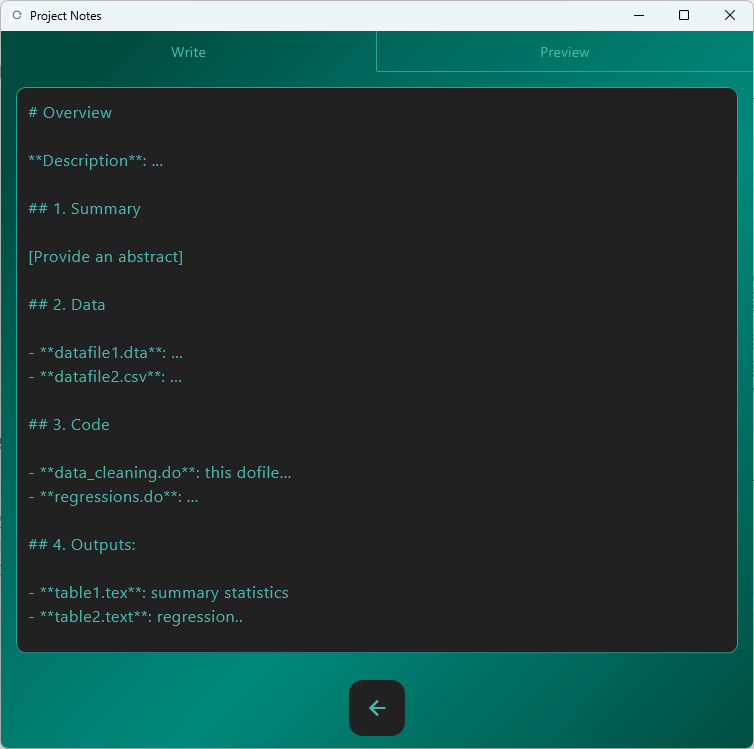 Project Notes
Write
Preview
# Overview
**Description**: ...
## 1. Summary
[Provide an abstract]
## 2. Data
- **datafile1.dta**: ...
- **datafile2.csv**: ...
## 3. Code
- **data_cleaning.do**: this dofile...
- **regressions.do**: ...
## 4. Outputs:
- **table1.tex**: summary statistics
- **table2.text**: regression..